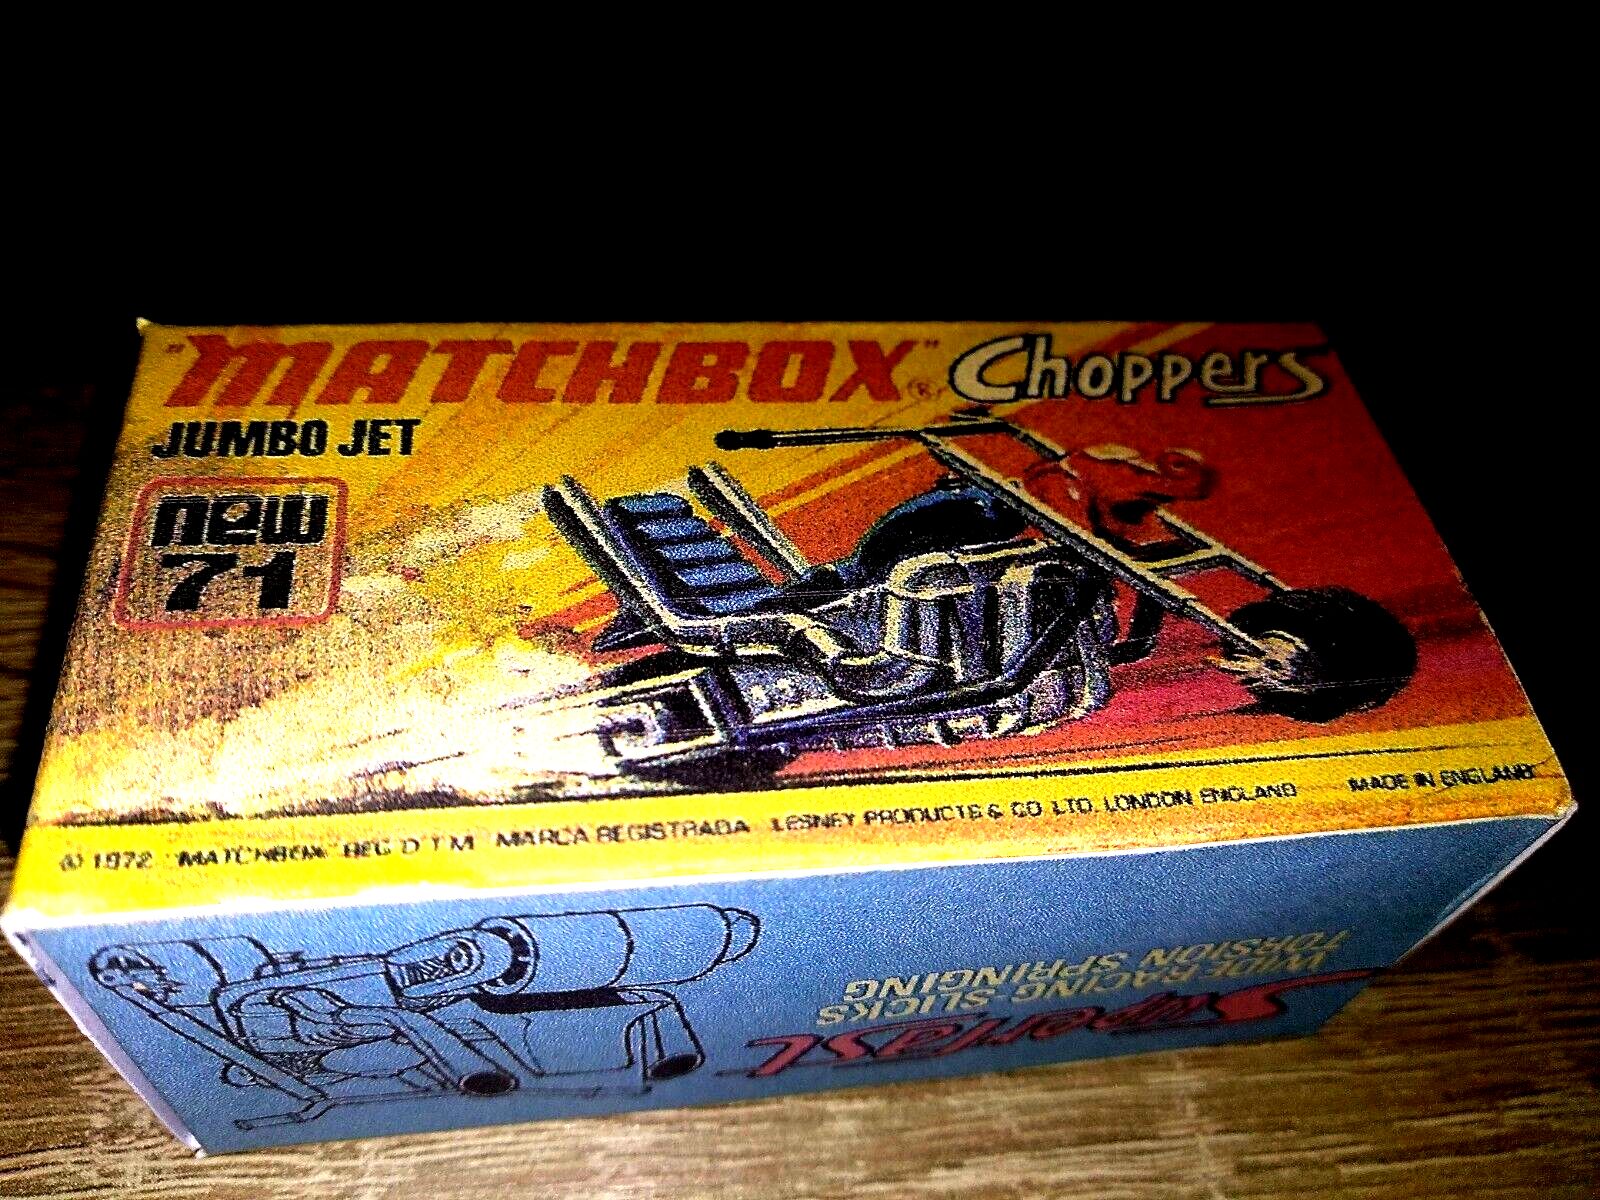 "MATCHBOX"® Choppers
JUMBO JET
new
71
© 1972 "MATCHBOX" REG'D T M MARCA REGISTRADA LESNEY PRODUCTS & CO LTD, LONDON ENGLAND MADE IN ENGLAND
Superfast
WIDE RACING SLICKS
TORSION SPRINGING